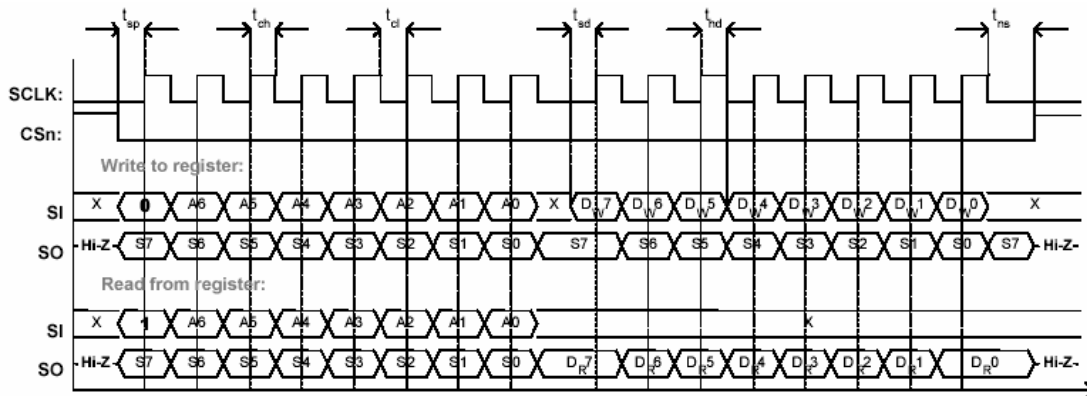 tsp tch tcl tsd thd tns
SCLK:
CSn:
Write to register:
SI X 0 A6 A5 A4 A3 A2 A1 A0 X DW7 DW6 DW5 DW4 DW3 DW2 DW1 DW0 X
SO Hi-Z S7 S6 S5 S4 S3 S2 S1 S0 S7 S6 S5 S4 S3 S2 S1 S0 S7 Hi-Z
Read from register:
SI X 1 A6 A5 A4 A3 A2 A1 A0 X
SO Hi-Z S7 S6 S5 S4 S3 S2 S1 S0 DR7 DR6 DR5 DR4 DR3 DR2 DR1 DR0 Hi-Z